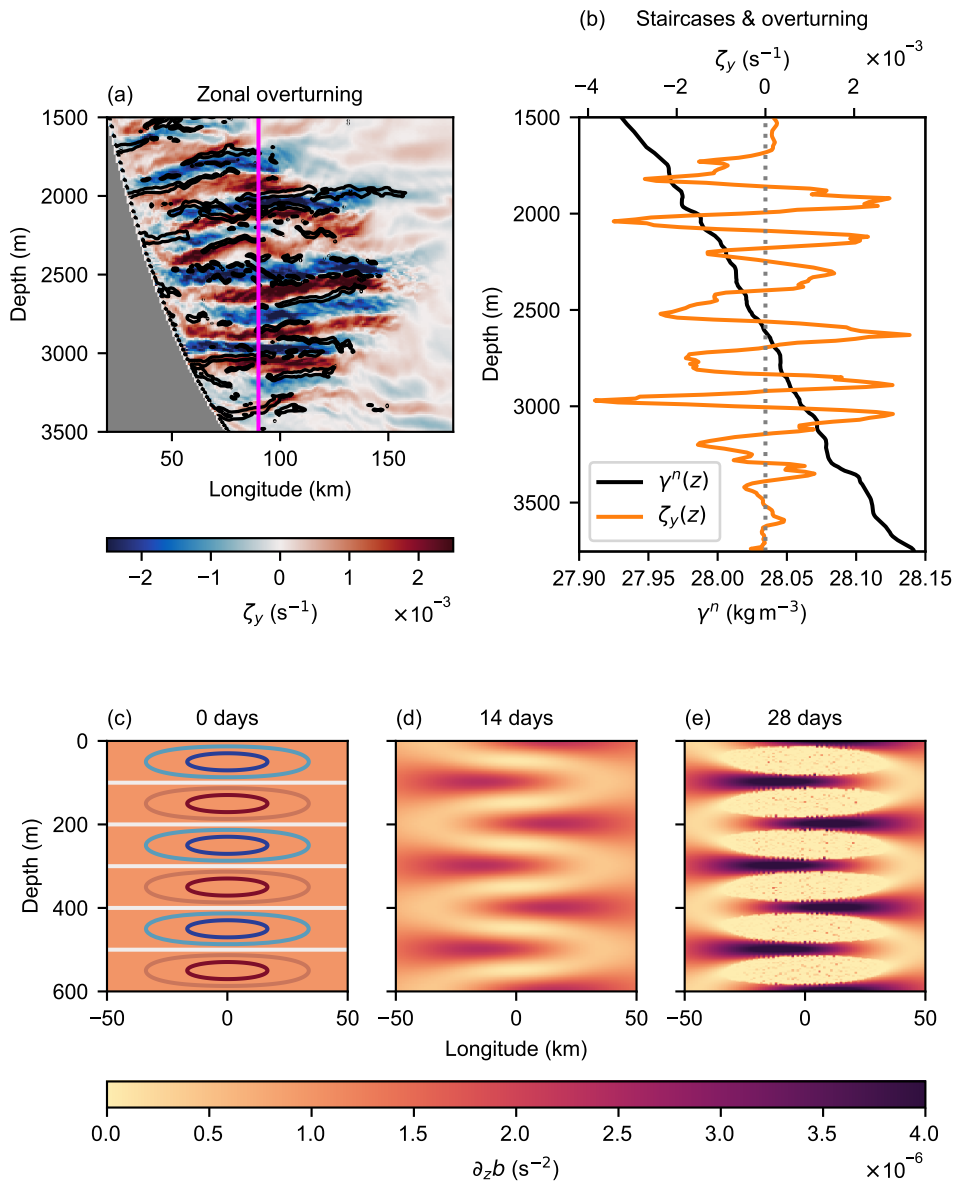 (b) Staircases & overturning
ζy (s⁻¹) ×10⁻³
−4 −2 0 2
(a) Zonal overturning
1500
2000
2500
3000
3500
Depth (m)
50 100 150
Longitude (km)
−2 −1 0 1 2
ζy (s⁻¹) ×10⁻³
1500
2000
2500
3000
3500
Depth (m)
γⁿ(z)
ζy(z)
27.90 27.95 28.00 28.05 28.10 28.15
γⁿ (kg m⁻³)
(c) 0 days
(d) 14 days
(e) 28 days
0
200
400
600
Depth (m)
−50 0 50
−50 0 50
−50 0 50
Longitude (km)
0.0 0.5 1.0 1.5 2.0 2.5 3.0 3.5 4.0
∂zb (s⁻²) ×10⁻⁶